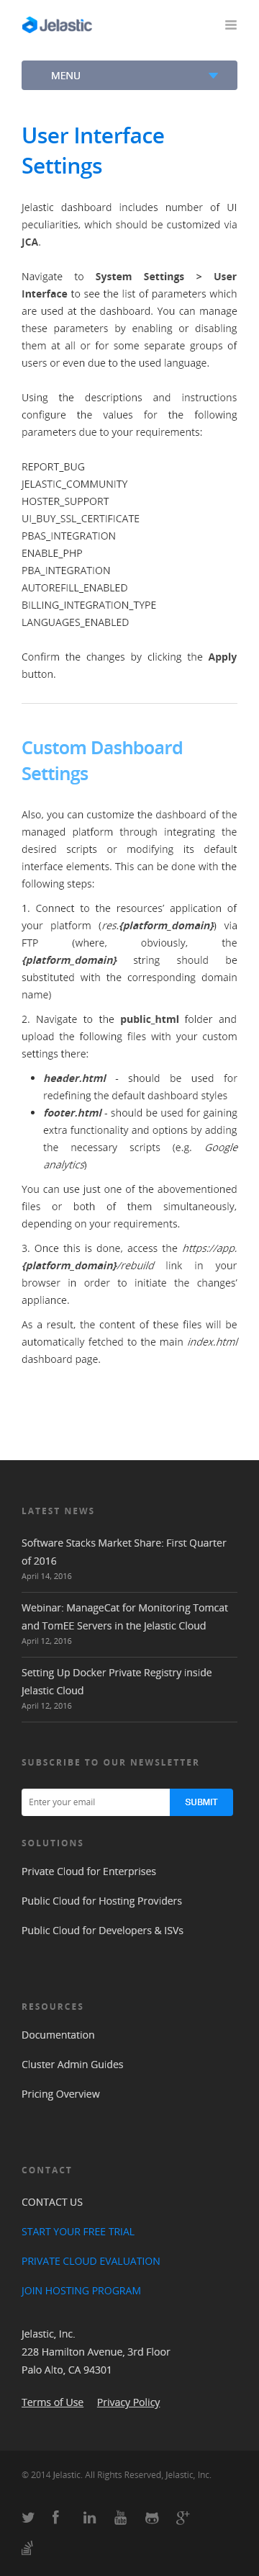 Jelastic
MENU
User Interface
Settings
Jelastic dashboard includes number of UI
peculiarities, which should be customized via
JCA.
Navigate to System Settings > User
Interface to see the list of parameters which
are used at the dashboard. You can manage
these parameters by enabling or disabling
them at all or for some separate groups of
users or even due to the used language.
Using the descriptions and instructions
configure the values for the following
parameters due to your requirements:
REPORT_BUG
JELASTIC_COMMUNITY
HOSTER_SUPPORT
UI_BUY_SSL_CERTIFICATE
PBAS_INTEGRATION
ENABLE_PHP
PBA_INTEGRATION
AUTOREFILL_ENABLED
BILLING_INTEGRATION_TYPE
LANGUAGES_ENABLED
Confirm the changes by clicking the Apply
button.
Custom Dashboard
Settings
Also, you can customize the dashboard of the
managed platform through integrating the
desired scripts or modifying its default
interface elements. This can be done with the
following steps:
1. Connect to the resources' application of
your platform (res.{platform_domain}) via
FTP (where, obviously, the
{platform_domain} string should be
substituted with the corresponding domain
name)
2. Navigate to the public_html folder and
upload the following files with your custom
settings there:
• header.html - should be used for
redefining the default dashboard styles
• footer.html - should be used for gaining
extra functionality and options by adding
the necessary scripts (e.g. Google
analytics)
You can use just one of the abovementioned
files or both of them simultaneously,
depending on your requirements.
3. Once this is done, access the https://app.
{platform_domain}/rebuild link in your
browser in order to initiate the changes'
appliance.
As a result, the content of these files will be
automatically fetched to the main index.html
dashboard page.
LATEST NEWS
Software Stacks Market Share: First Quarter
of 2016
April 14, 2016
Webinar: ManageCat for Monitoring Tomcat
and TomEE Servers in the Jelastic Cloud
April 12, 2016
Setting Up Docker Private Registry inside
Jelastic Cloud
April 12, 2016
SUBSCRIBE TO OUR NEWSLETTER
Enter your email SUBMIT
SOLUTIONS
Private Cloud for Enterprises
Public Cloud for Hosting Providers
Public Cloud for Developers & ISVs
RESOURCES
Documentation
Cluster Admin Guides
Pricing Overview
CONTACT
CONTACT US
START YOUR FREE TRIAL
PRIVATE CLOUD EVALUATION
JOIN HOSTING PROGRAM
Jelastic, Inc.
228 Hamilton Avenue, 3rd Floor
Palo Alto, CA 94301
Terms of Use Privacy Policy
© 2014 Jelastic. All Rights Reserved, Jelastic, Inc.